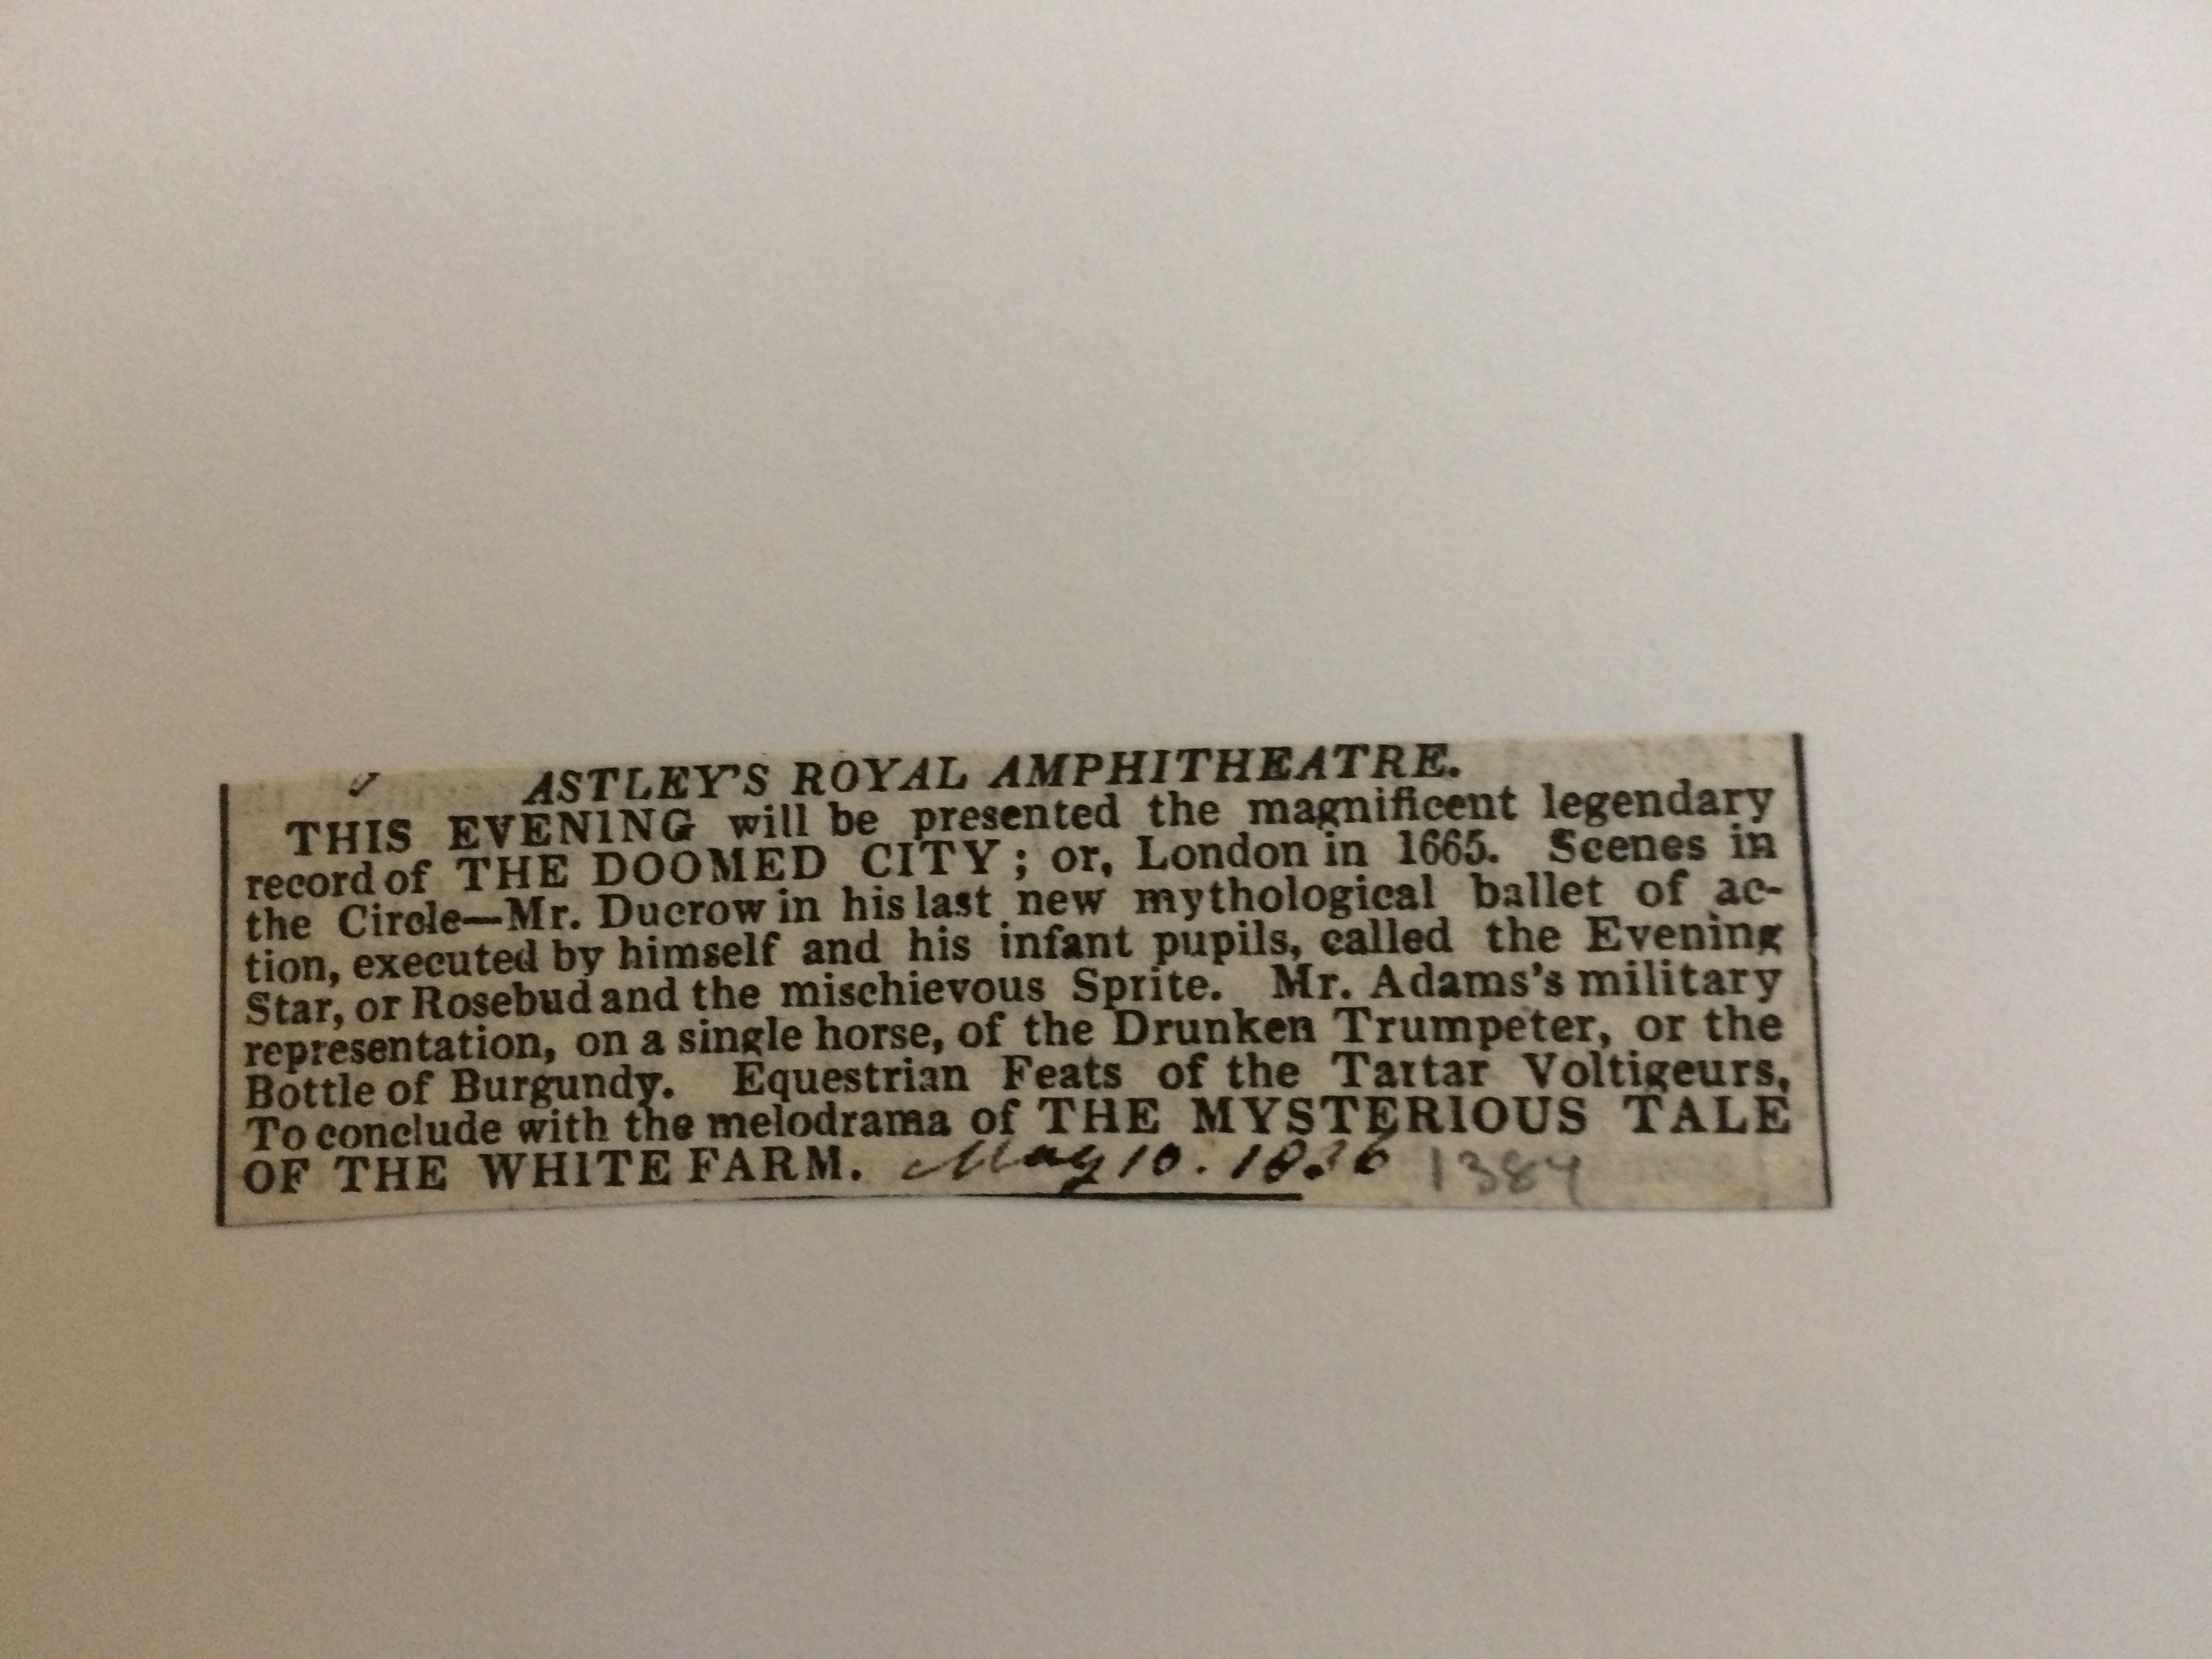 ASTLEY'S ROYAL AMPHITHEATRE.
THIS EVENING will be presented the magnificent legendary
record of THE DOOMED CITY; or, London in 1665. Scenes in
the Circle—Mr. Ducrow in his last new mythological ballet of ac-
tion, executed by himself and his infant pupils, called the Evening
Star, or Rosebud and the mischievous Sprite. Mr. Adams's military
representation, on a single horse, of the Drunken Trumpeter, or the
Bottle of Burgundy. Equestrian Feats of the Tartar Voltigeurs,
To conclude with the melodrama of THE MYSTERIOUS TALE
OF THE WHITE FARM. May 10. 1836 1384